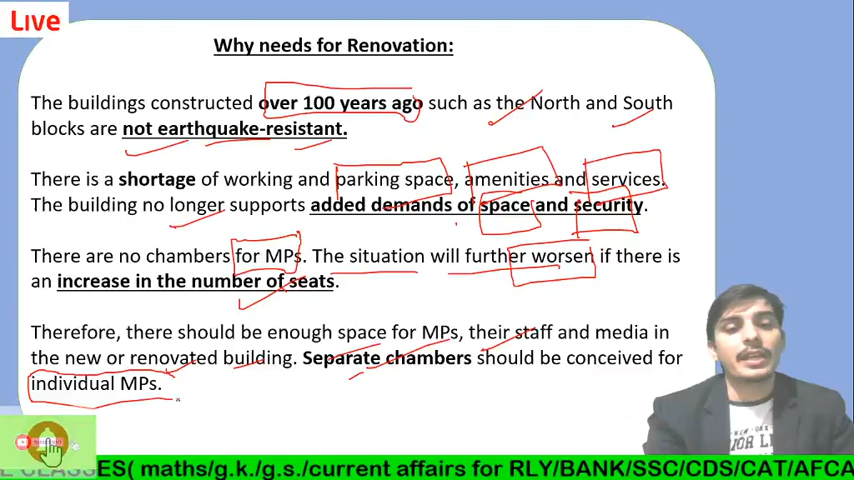 Live
Why needs for Renovation:
The buildings constructed over 100 years ago such as the North and South
blocks are not earthquake-resistant.
There is a shortage of working and parking space, amenities and services.
The building no longer supports added demands of space and security.
There are no chambers for MPs. The situation will further worsen if there is
an increase in the number of seats.
Therefore, there should be enough space for MPs, their staff and media in
the new or renovated building. Separate chambers should be conceived for
individual MPs.
CLASSES( maths/g.k./g.s./current affairs for RLY/BANK/SSC/CDS/CAT/AFCA